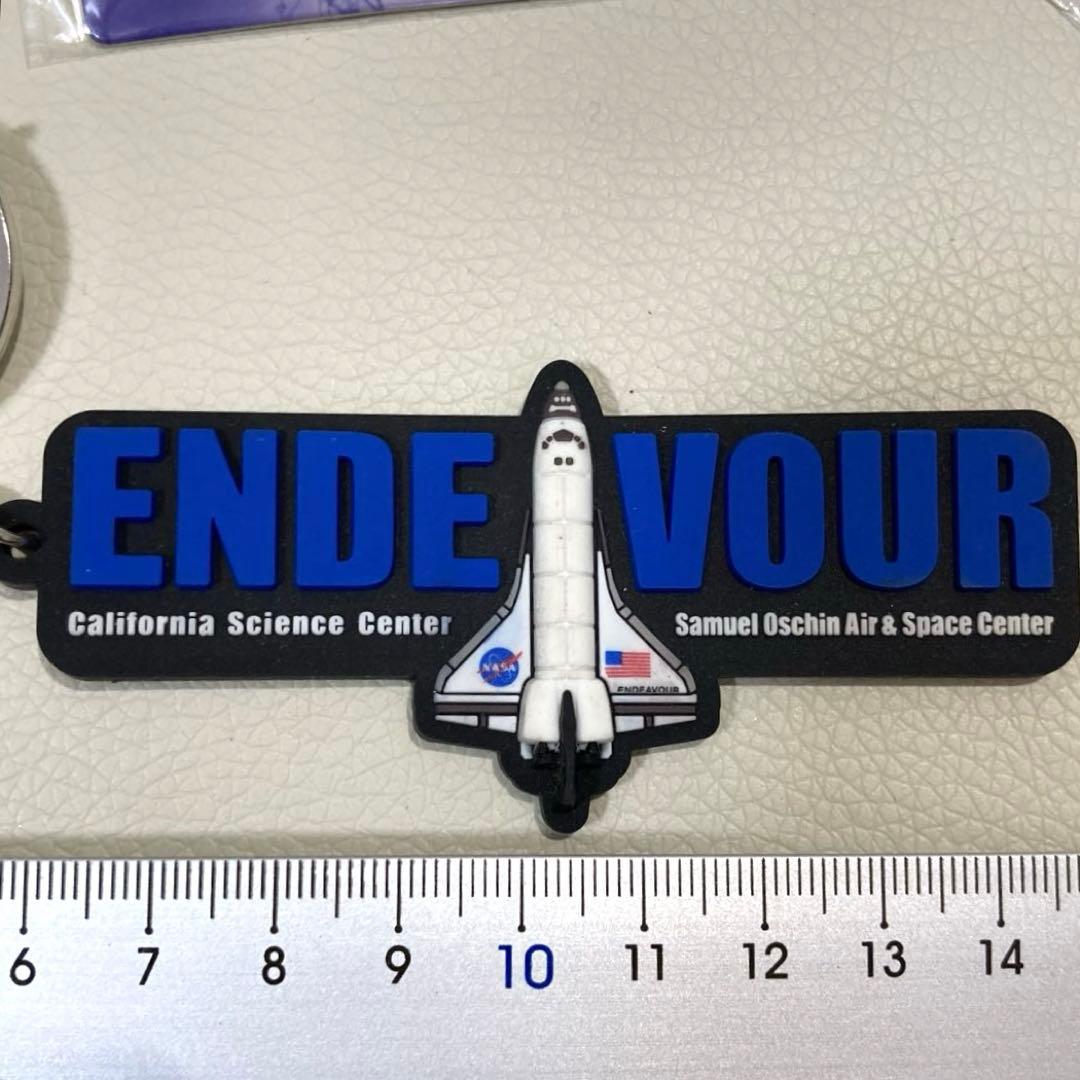 ENDE VOUR
California Science Center
Samuel Oschin Air & Space Center
NASA
ENDEAVOUR
6 7 8 9 10 11 12 13 14